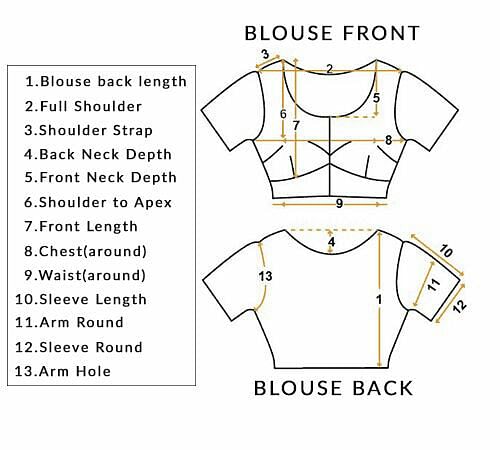 BLOUSE FRONT
1.Blouse back length
2.Full Shoulder
3.Shoulder Strap
4.Back Neck Depth
5.Front Neck Depth
6.Shoulder to Apex
7.Front Length
8.Chest(around)
9.Waist(around)
10.Sleeve Length
11.Arm Round
12.Sleeve Round
13.Arm Hole
3
2
5
6
7
8
9
4
10
13
11
1
12
BLOUSE BACK